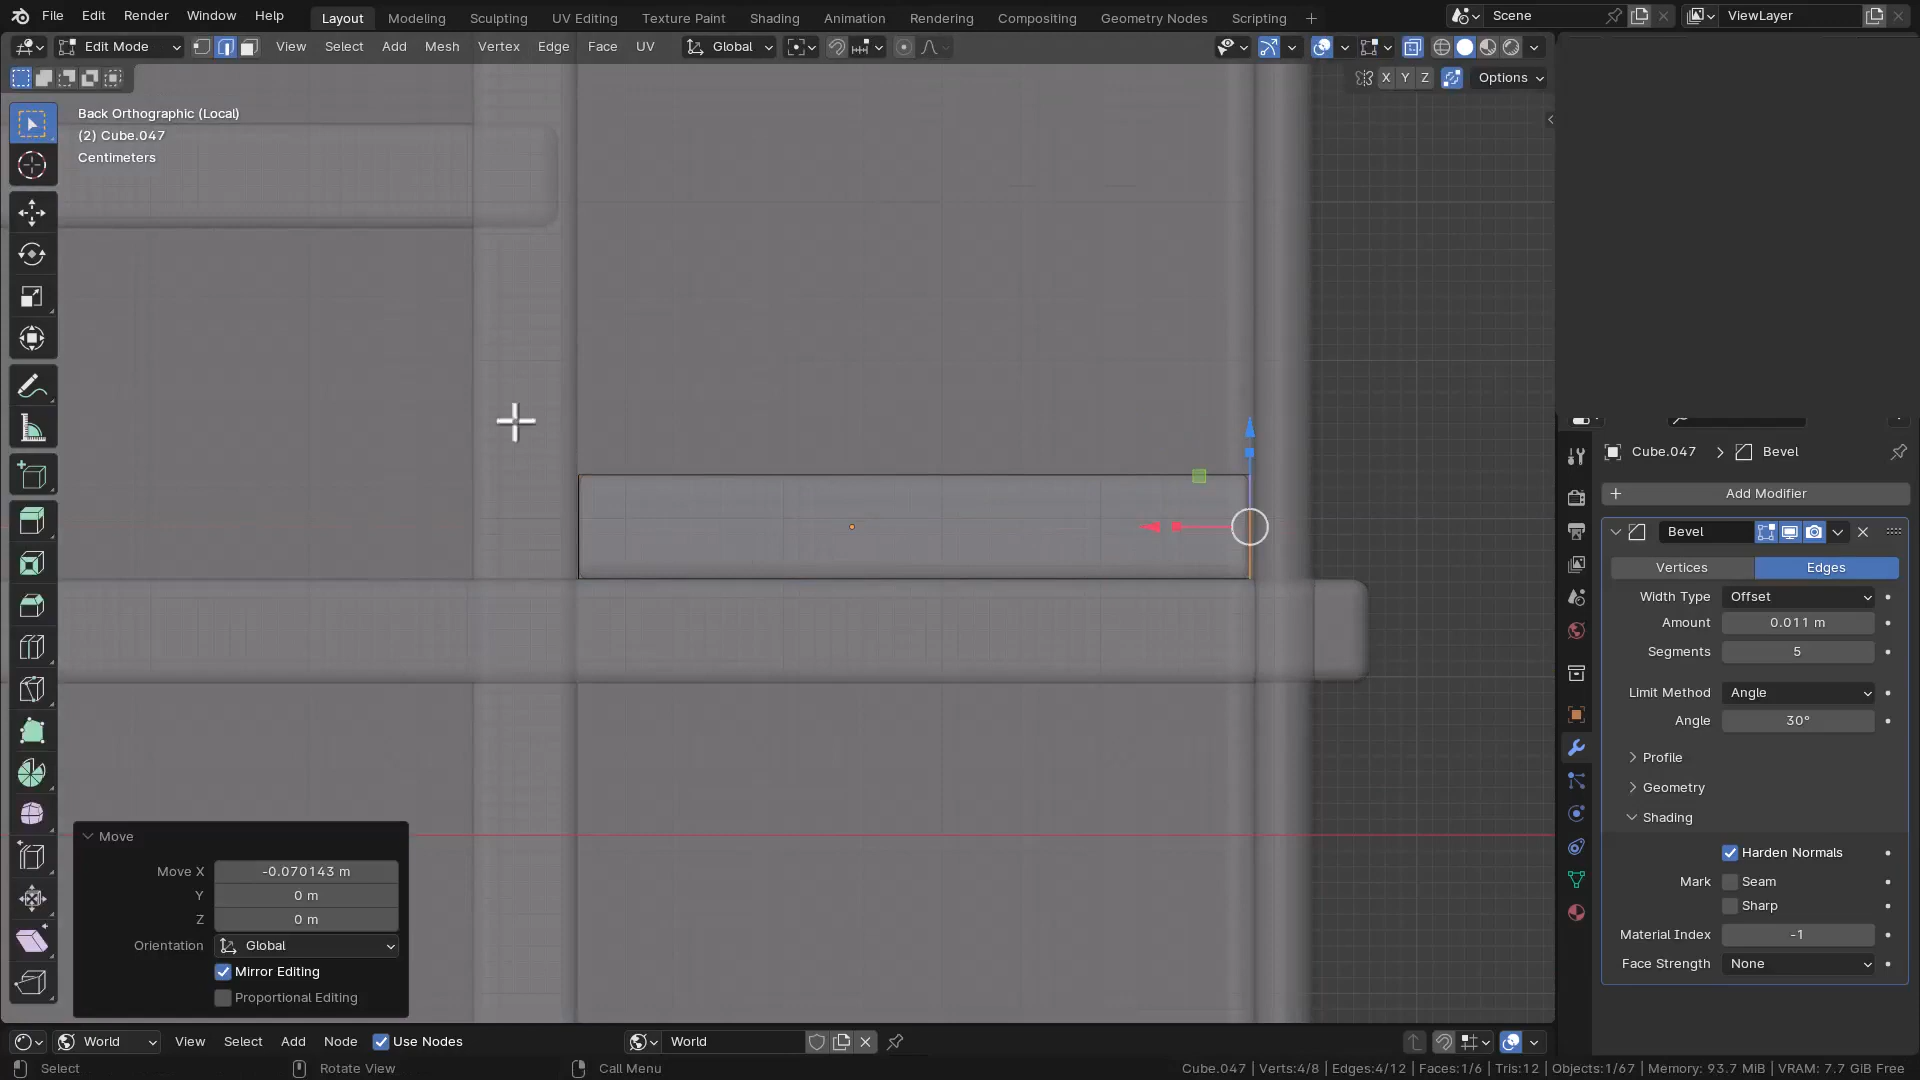 File Edit Render Window Help Layout Modeling Sculpting UV Editing Texture Paint Shading Animation Rendering Compositing Geometry Nodes Scripting + Scene ViewLayer
Edit Mode View Select Add Mesh Vertex Edge Face UV Global
X Y Z Options
Back Orthographic (Local)
(2) Cube.047
Centimeters
Cube.047 > Bevel
+ Add Modifier
Bevel
Vertices Edges
Width Type Offset
Amount 0.011 m
Segments 5
Limit Method Angle
Angle 30°
Profile
Geometry
Shading
Harden Normals
Mark Seam
Sharp
Material Index -1
Face Strength None
Move
Move X -0.070143 m
Y 0 m
Z 0 m
Orientation Global
Mirror Editing
Proportional Editing
World View Select Add Node Use Nodes World
Select Rotate View Call Menu Cube.047 | Verts:4/8 | Edges:4/12 | Faces:1/6 | Tris:12 | Objects:1/67 | Memory: 93.7 MiB | VRAM: 7.7 GiB Free